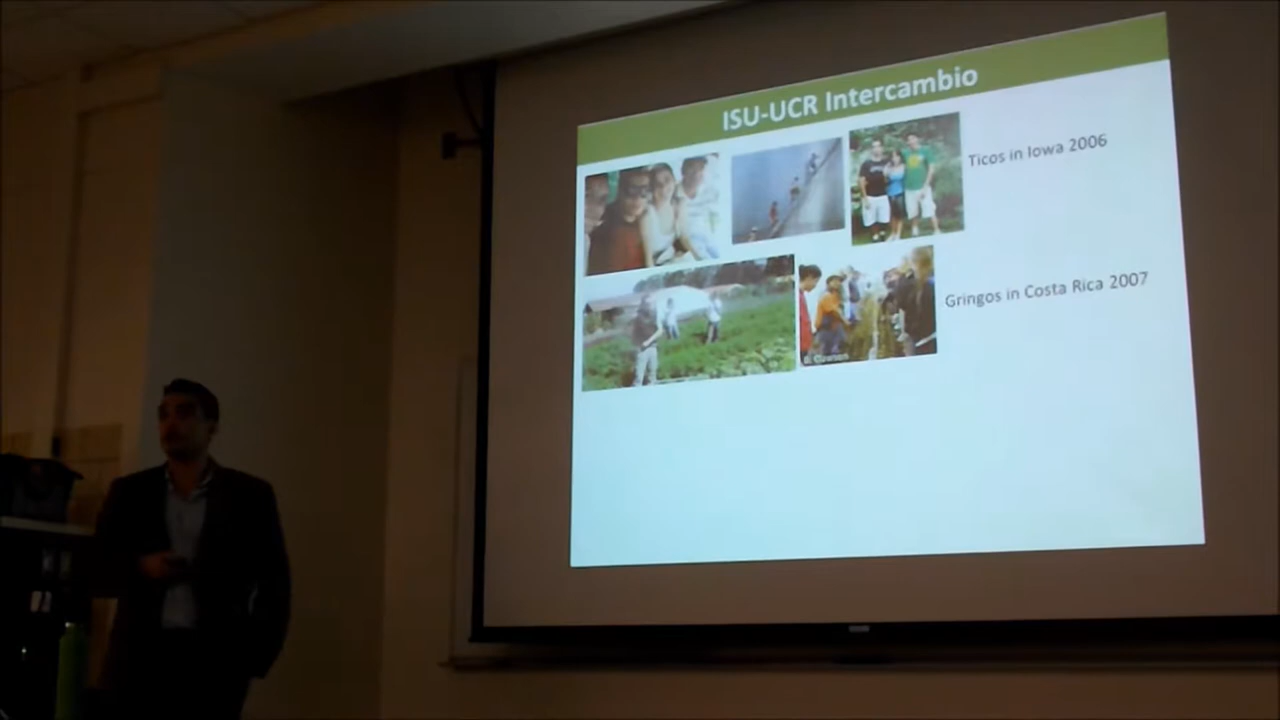 ISU-UCR Intercambio
Ticos in Iowa 2006
Gringos in Costa Rica 2007